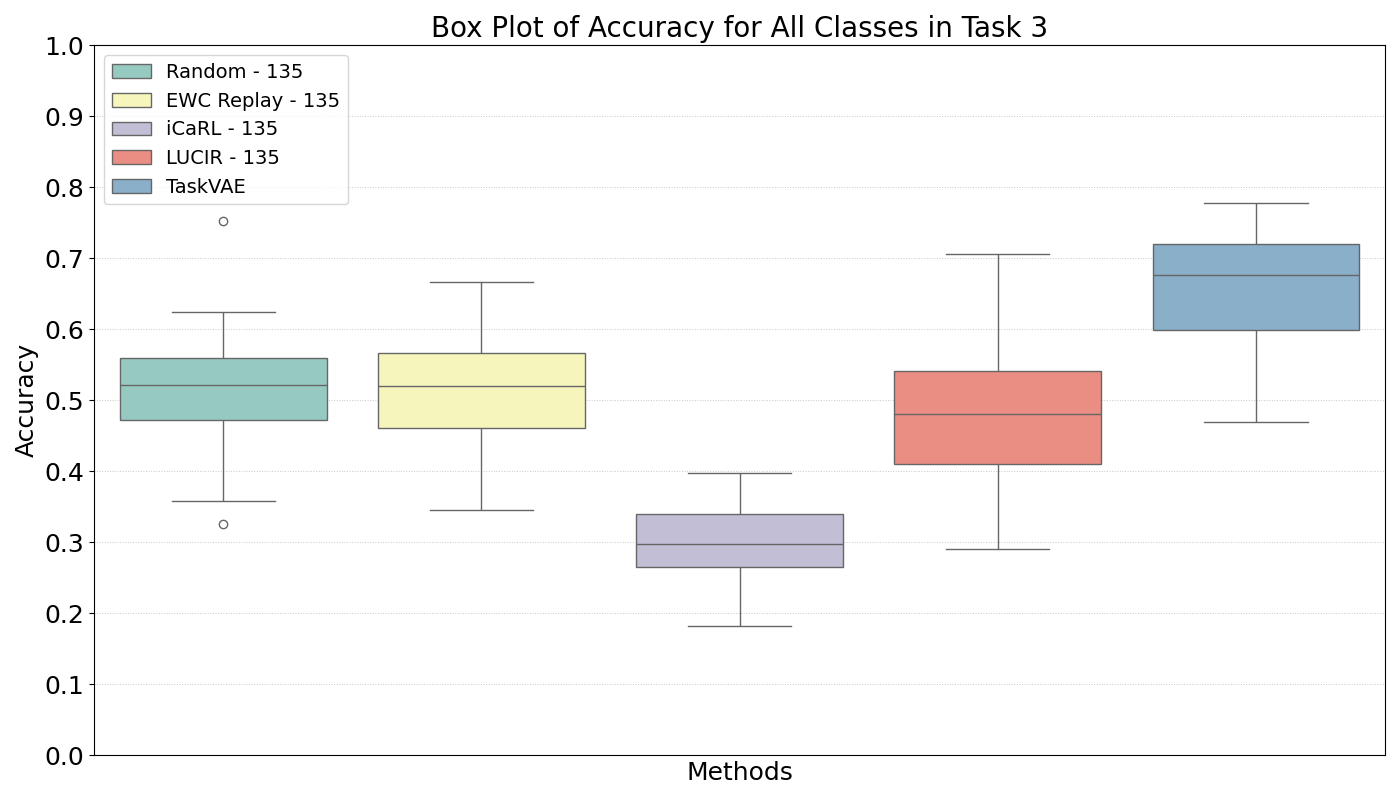 Box Plot of Accuracy for All Classes in Task 3
1.0
0.9
0.8
0.7
0.6
0.5
0.4
0.3
0.2
0.1
0.0
Accuracy
Random - 135
EWC Replay - 135
iCaRL - 135
LUCIR - 135
TaskVAE
Methods